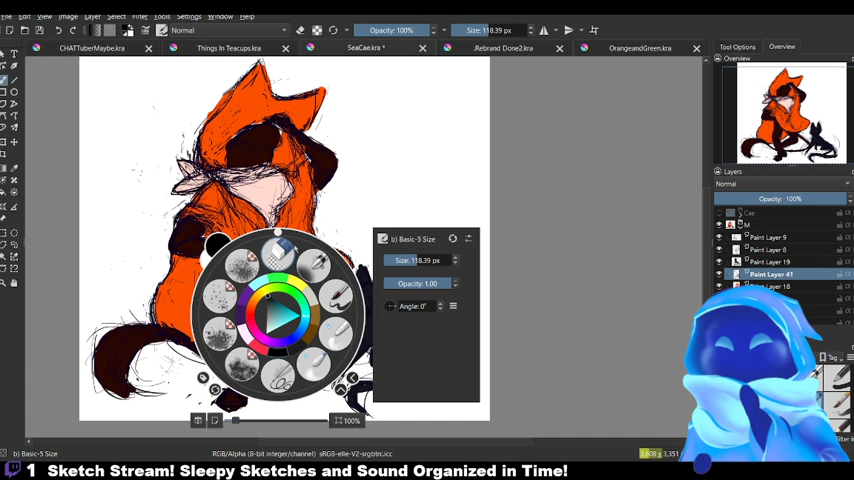 File Edit View Image Layer Select Filter Tools Settings Window Help
Normal
Opacity: 100%
Size: 118.39 px
CHATTuberMaybe.kra
Things In Teacups.kra
SeaCae.kra *
.Rebrand Done2.kra
OrangeandGreen.kra
Tool Options
Overview
Overview
Layers
Normal
Opacity: 100%
Cae
M
Paint Layer 9
Paint Layer 8
Paint Layer 19
Paint Layer 41
Paint Layer 18
b) Basic-5 Size
Size: 118.39 px
Opacity: 1.00
Angle: 0°
Tag
100%
b) Basic-5 Size
RGB/Alpha (8-bit integer/channel) sRGB-elle-V2-srgbtrc.icc
1 Sketch Stream! Sleepy Sketches and Sound Organized in Time!